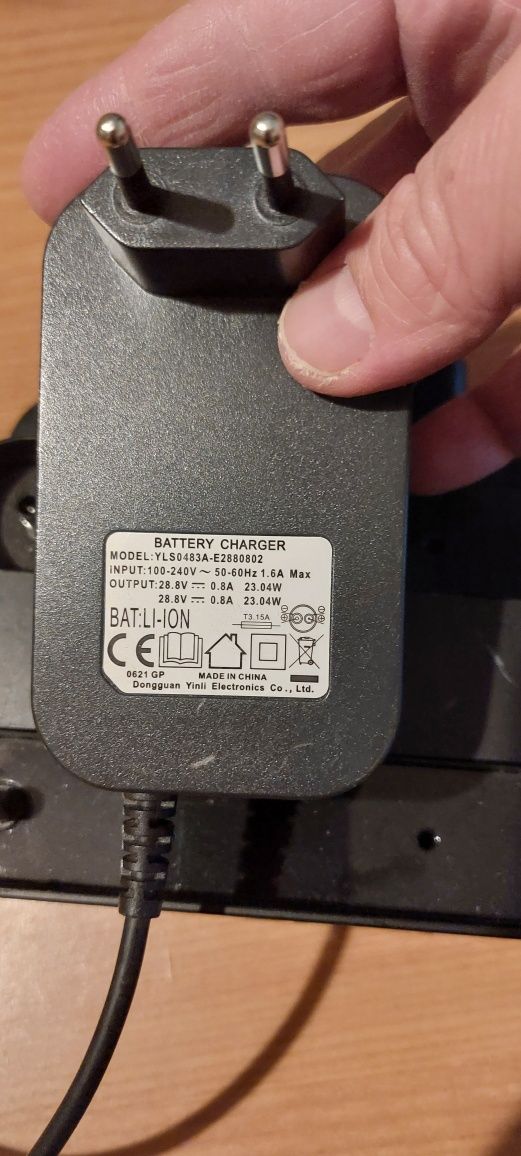 BATTERY CHARGER
MODEL:YLS0483A-E2880802
INPUT:100-240V ~ 50-60Hz 1.6A Max
OUTPUT:28.8V ⎓ 0.8A 23.04W
28.8V ⎓ 0.8A 23.04W
BAT:LI-ION
T3.15A
CE
0621 GP MADE IN CHINA
Dongguan Yinli Electronics Co., Ltd.